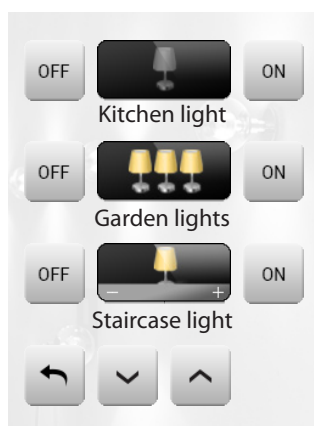 OFF ON
Kitchen light
OFF ON
Garden lights
OFF - + ON
Staircase light